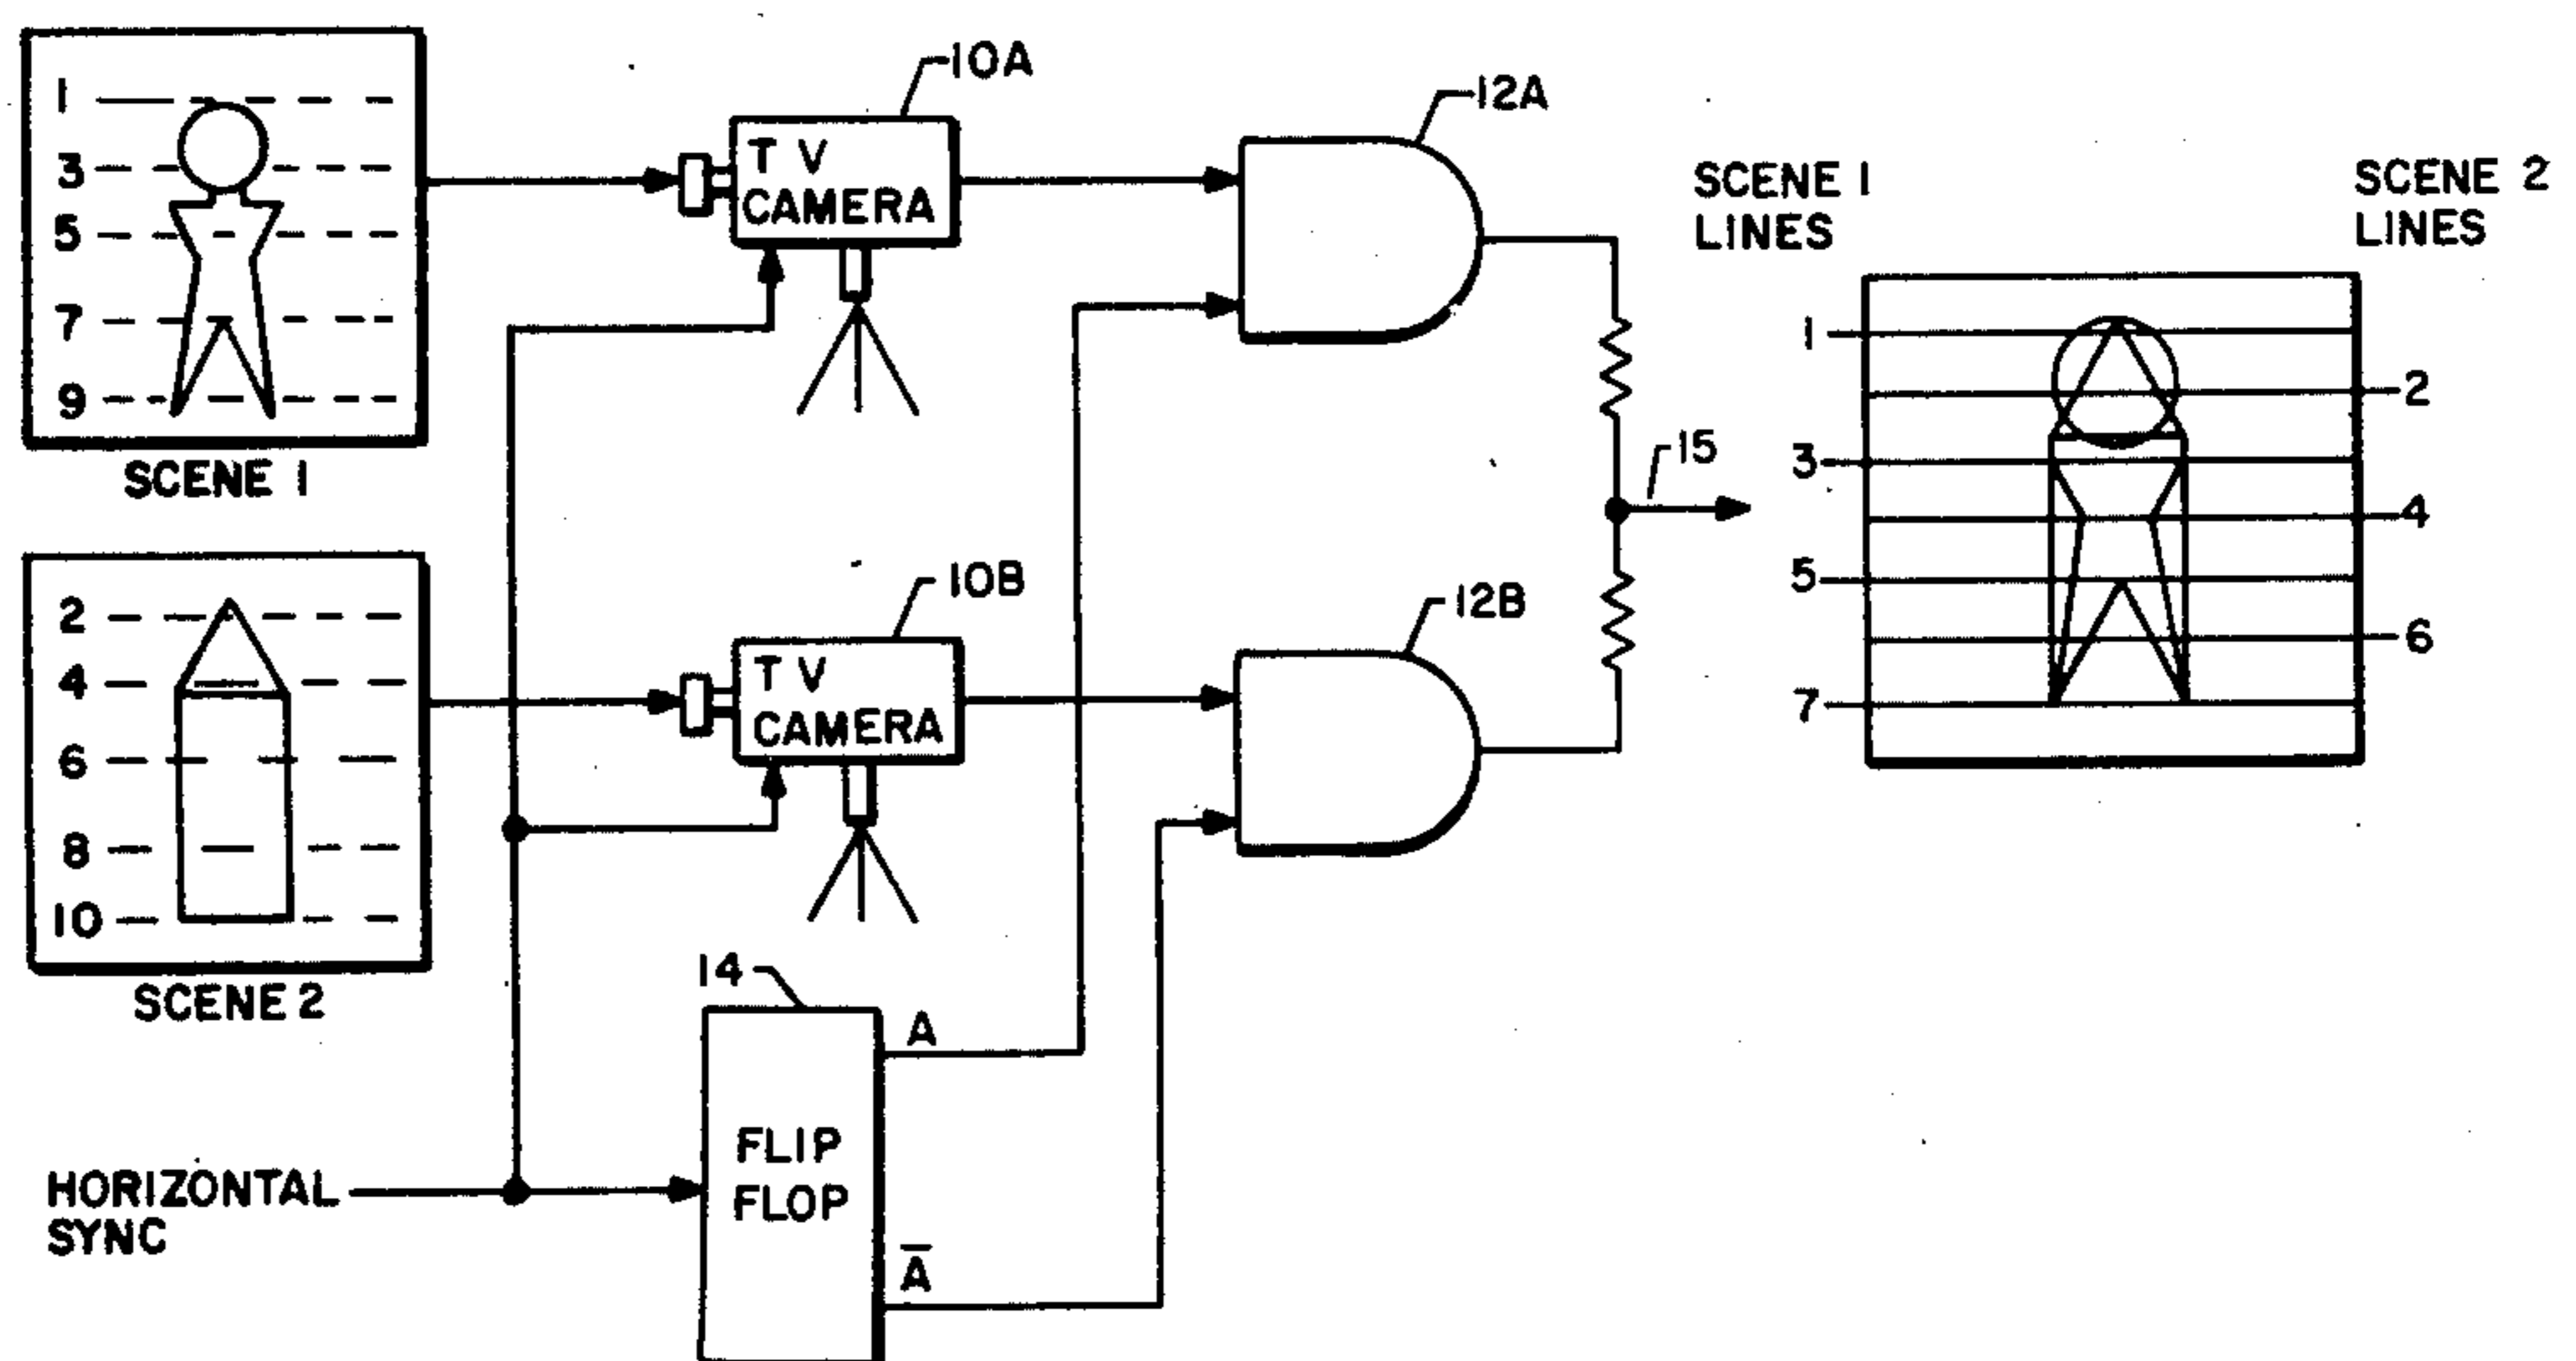 1
3
5
7
9
SCENE 1
2
4
6
8
10
SCENE 2
HORIZONTAL
SYNC
10A
TV
CAMERA
10B
TV
CAMERA
14
FLIP
FLOP
A
A̅
12A
12B
15
SCENE 1
LINES
SCENE 2
LINES
1
2
3
4
5
6
7